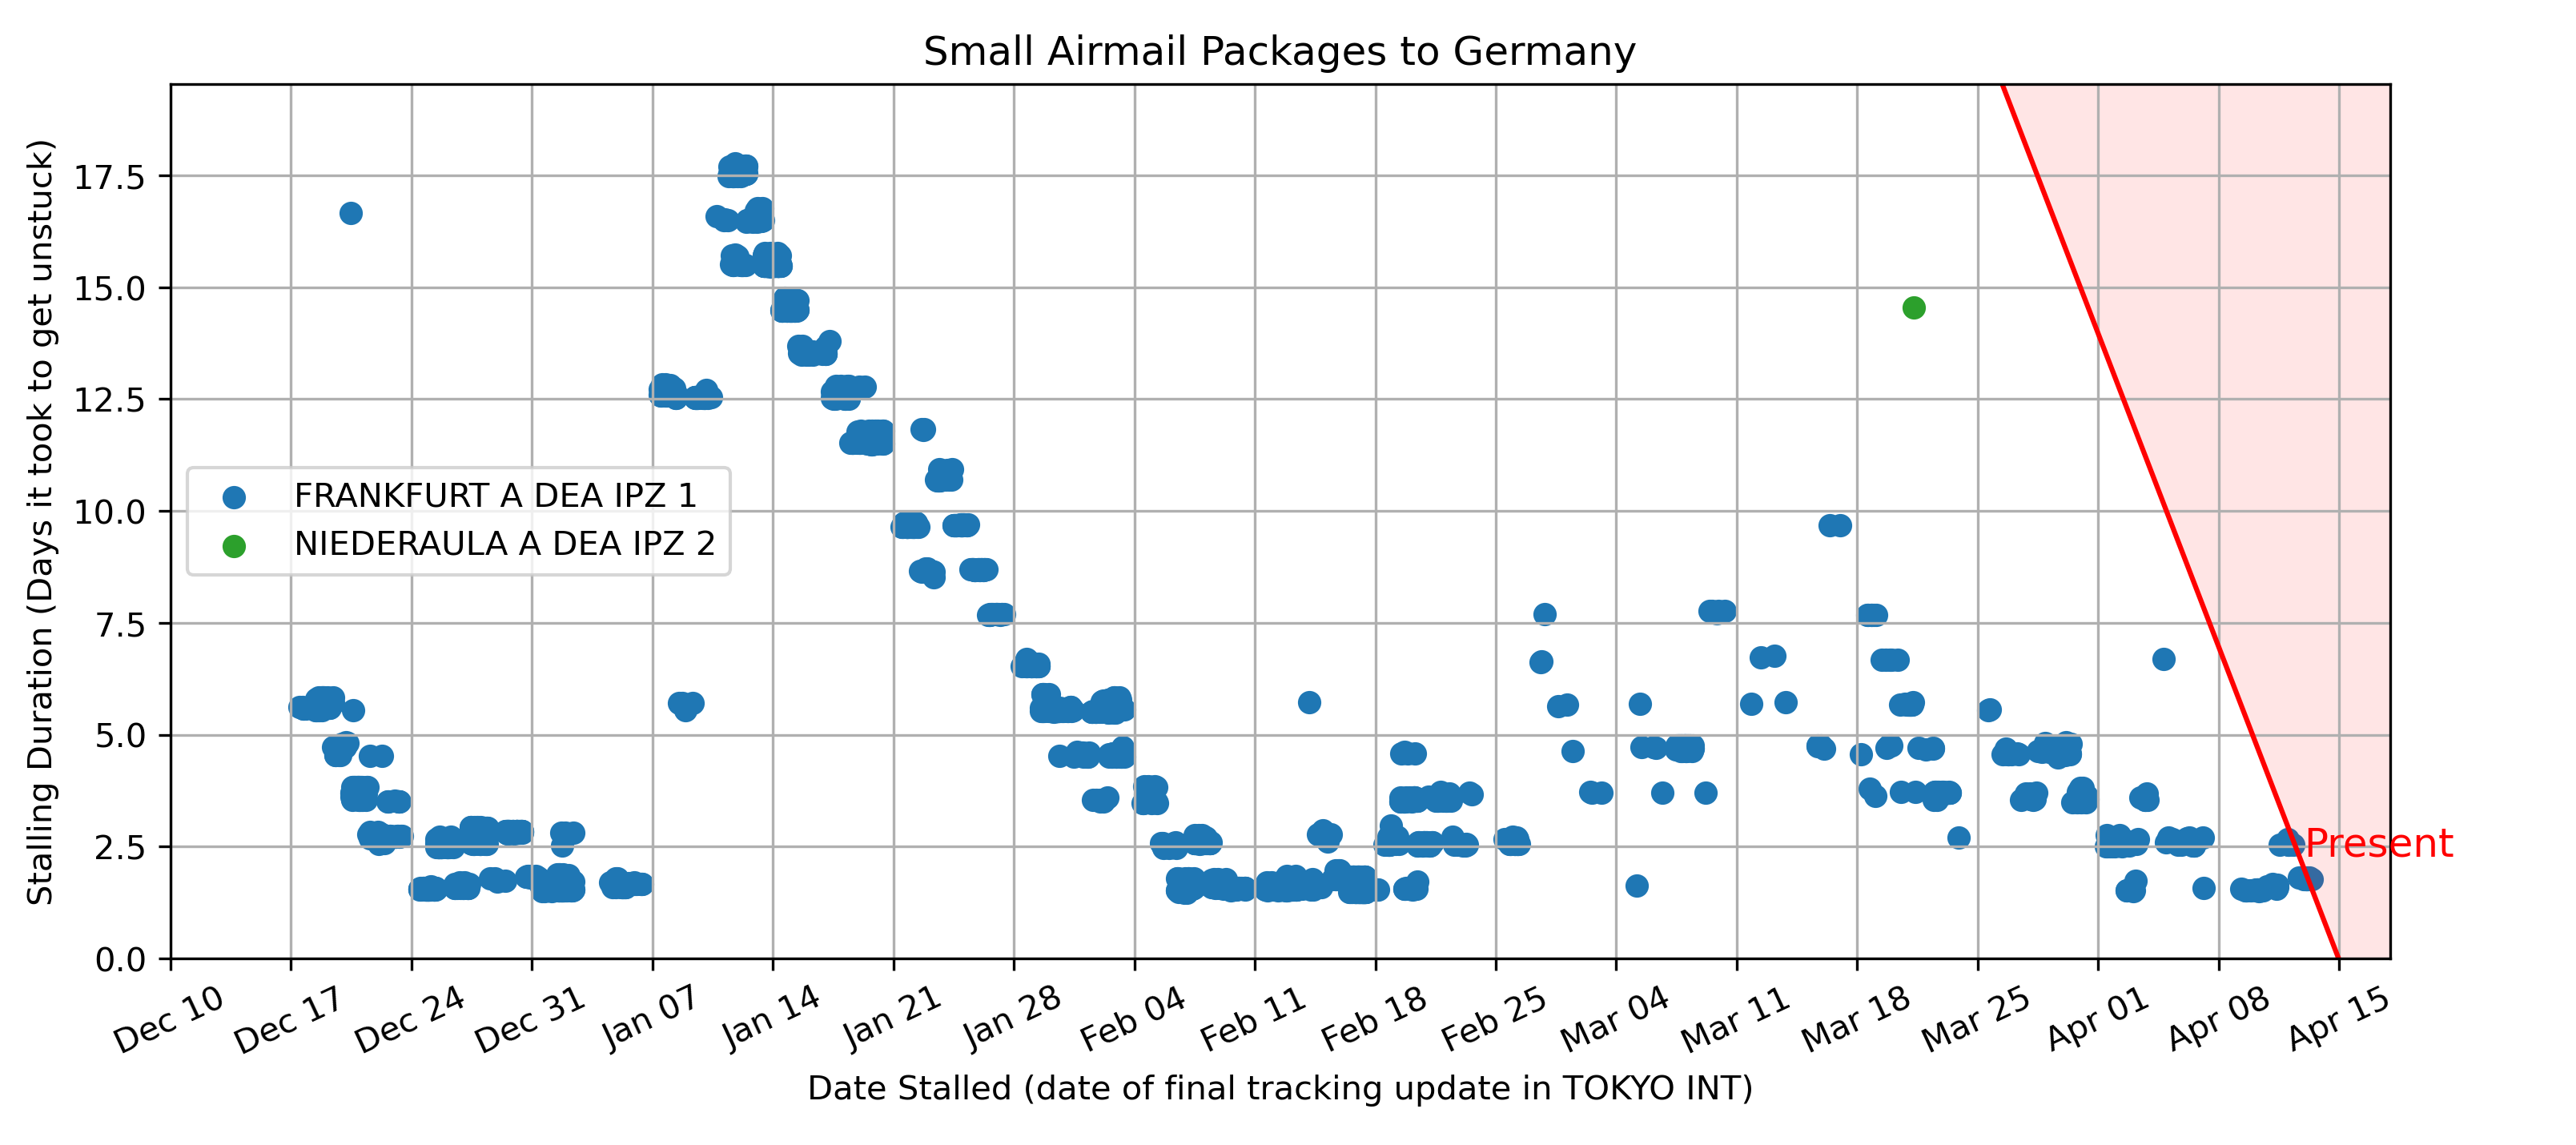 Small Airmail Packages to Germany
Stalling Duration (Days it took to get unstuck)
17.5
15.0
12.5
10.0
7.5
5.0
2.5
0.0
FRANKFURT A DEA IPZ 1
NIEDERAULA A DEA IPZ 2
Present
Dec 10
Dec 17
Dec 24
Dec 31
Jan 07
Jan 14
Jan 21
Jan 28
Feb 04
Feb 11
Feb 18
Feb 25
Mar 04
Mar 11
Mar 18
Mar 25
Apr 01
Apr 08
Apr 15
Date Stalled (date of final tracking update in TOKYO INT)